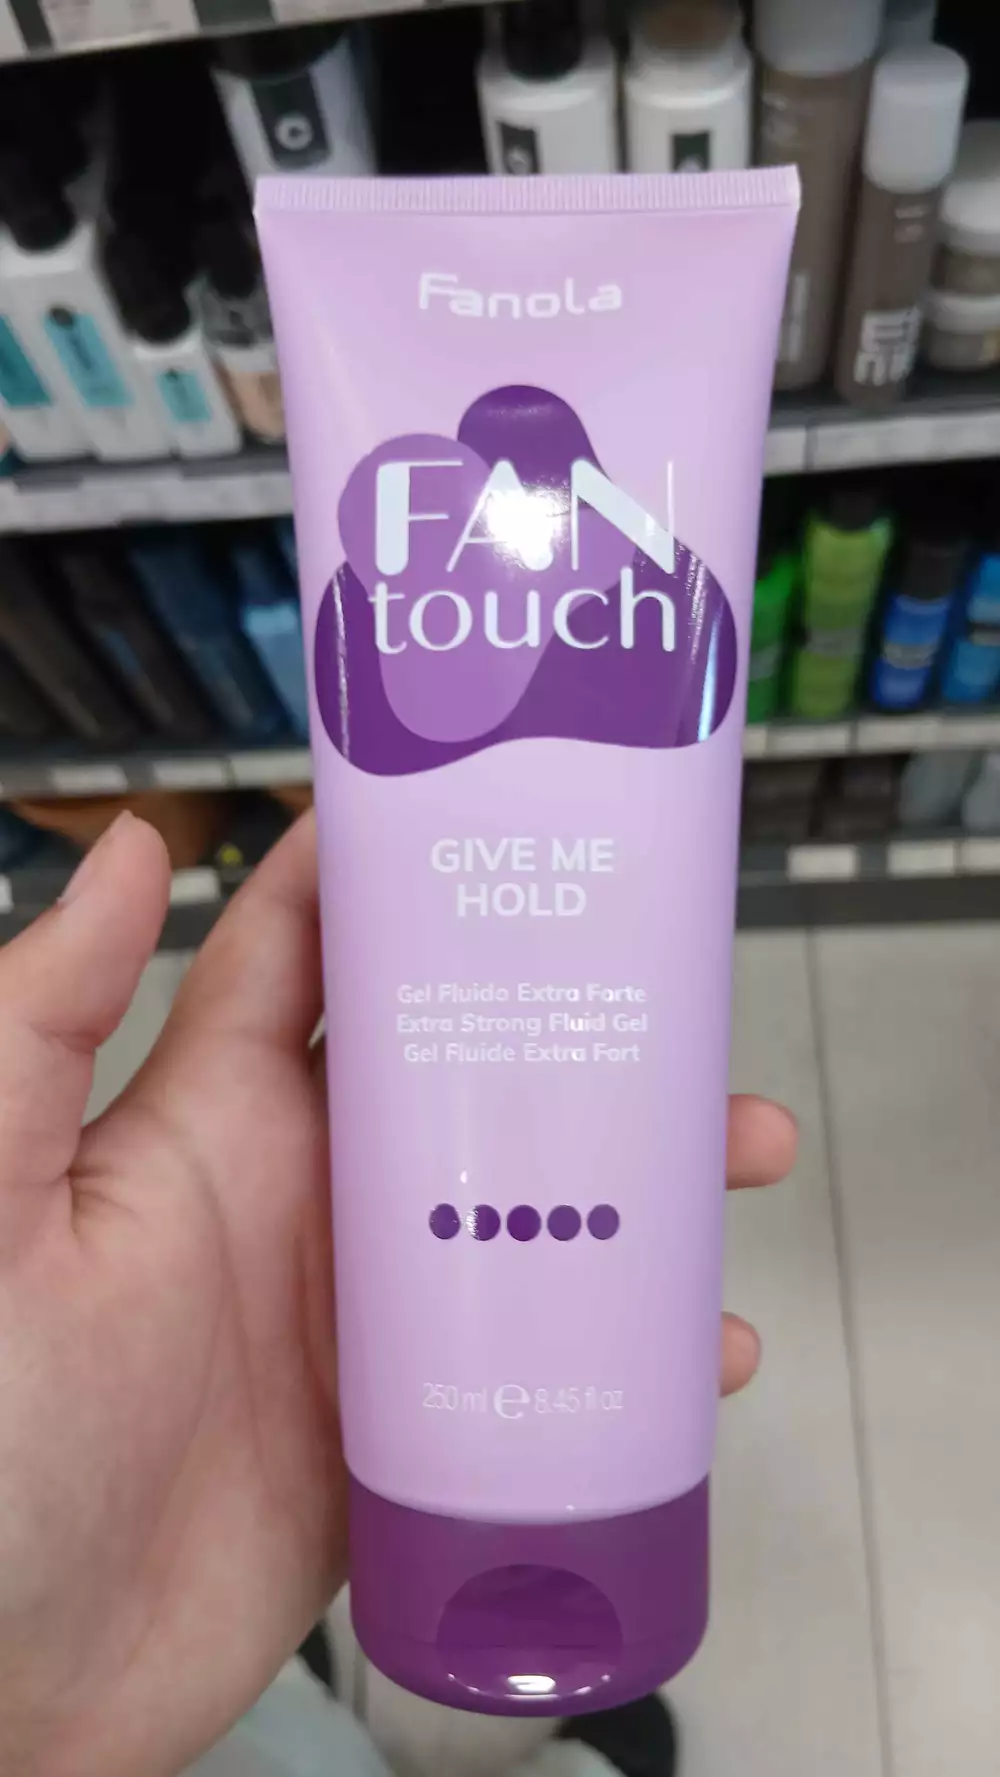 Fanola
FAN
touch
GIVE ME
HOLD
Gel Fluido Extra Forte
Extra Strong Fluid Gel
Gel Fluide Extra Fort
250 ml e 8.45 fl oz